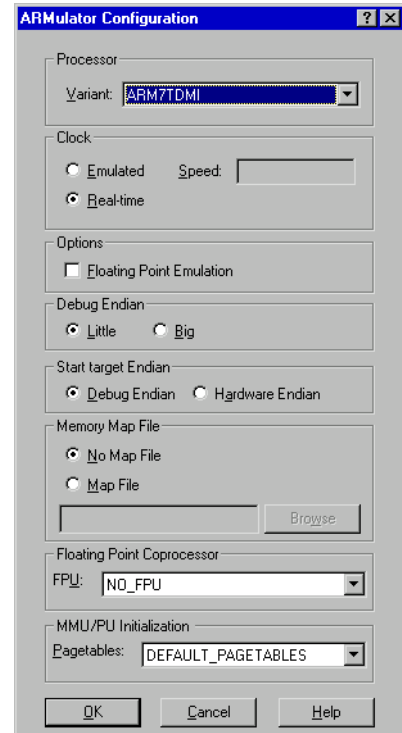 ARMulator Configuration
Processor
Variant: ARM7TDMI
Clock
Emulated Speed:
Real-time
Options
Floating Point Emulation
Debug Endian
Little Big
Start target Endian
Debug Endian Hardware Endian
Memory Map File
No Map File
Map File
Browse
Floating Point Coprocessor
FPU: NO_FPU
MMU/PU Initialization
Pagetables: DEFAULT_PAGETABLES
OK Cancel Help